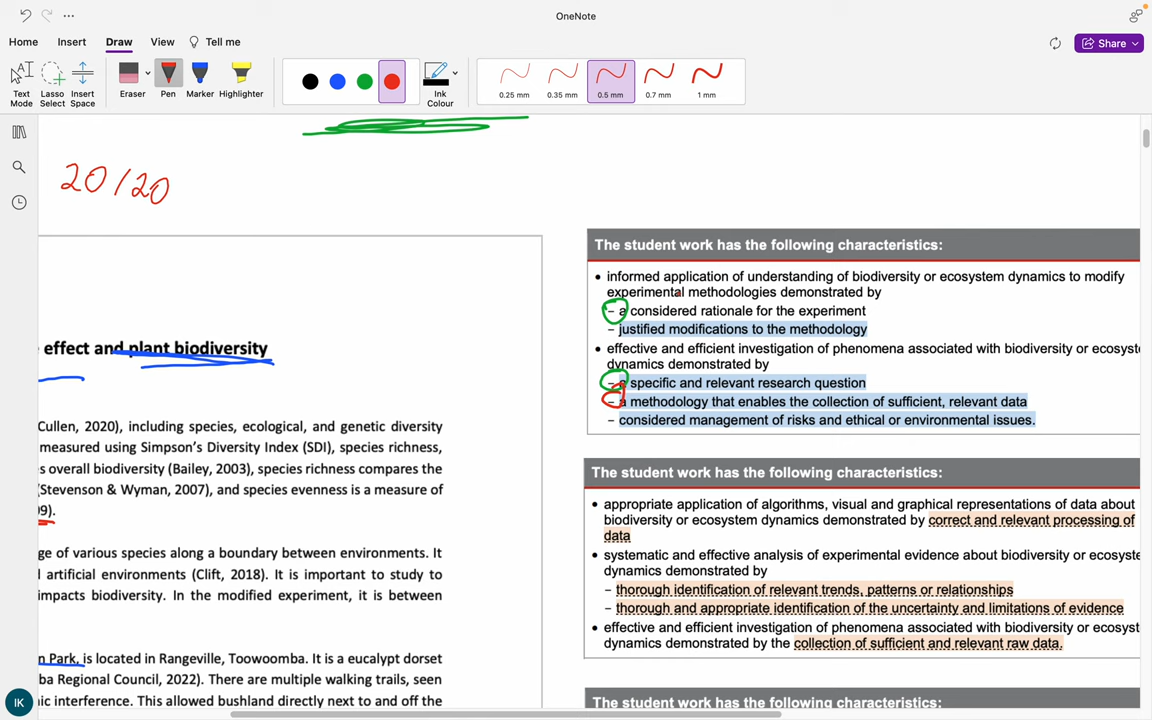 OneNote
Home Insert Draw View Tell me
Share
Text Mode
Lasso Select
Insert Space
Eraser
Pen
Marker
Highlighter
Ink Colour
0.25 mm
0.35 mm
0.5 mm
0.7 mm
1 mm
20/20
effect and plant biodiversity
Cullen, 2020), including species, ecological, and genetic diversity
measured using Simpson's Diversity Index (SDI), species richness,
s overall biodiversity (Bailey, 2003), species richness compares the
(Stevenson & Wyman, 2007), and species evenness is a measure of
09).
ge of various species along a boundary between environments. It
artificial environments (Clift, 2018). It is important to study to
impacts biodiversity. In the modified experiment, it is between
n Park, is located in Rangeville, Toowoomba. It is a eucalypt dorset
ba Regional Council, 2022). There are multiple walking trails, seen
ic interference. This allowed bushland directly next to and off the
The student work has the following characteristics:
• informed application of understanding of biodiversity or ecosystem dynamics to modify
experimental methodologies demonstrated by
– a considered rationale for the experiment
– justified modifications to the methodology
• effective and efficient investigation of phenomena associated with biodiversity or ecosyst
dynamics demonstrated by
– a specific and relevant research question
– a methodology that enables the collection of sufficient, relevant data
– considered management of risks and ethical or environmental issues.
The student work has the following characteristics:
• appropriate application of algorithms, visual and graphical representations of data about
biodiversity or ecosystem dynamics demonstrated by correct and relevant processing of
data
• systematic and effective analysis of experimental evidence about biodiversity or ecosyste
dynamics demonstrated by
– thorough identification of relevant trends, patterns or relationships
– thorough and appropriate identification of the uncertainty and limitations of evidence
• effective and efficient investigation of phenomena associated with biodiversity or ecosyst
dynamics demonstrated by the collection of sufficient and relevant raw data.
The student work has the following characteristics:
IK